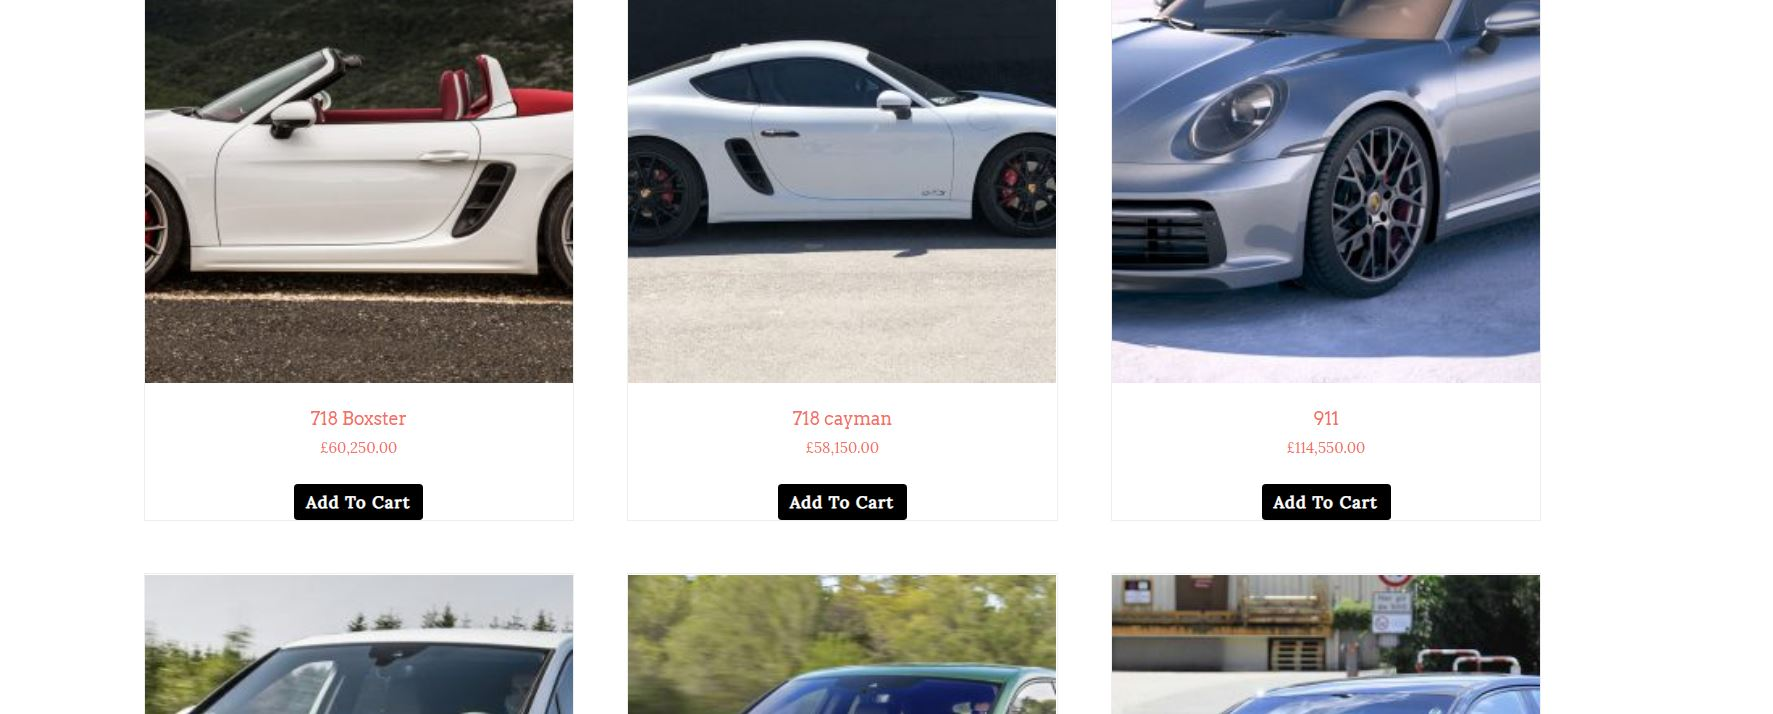 718 Boxster
£60,250.00
Add To Cart
718 cayman
£58,150.00
Add To Cart
911
£114,550.00
Add To Cart